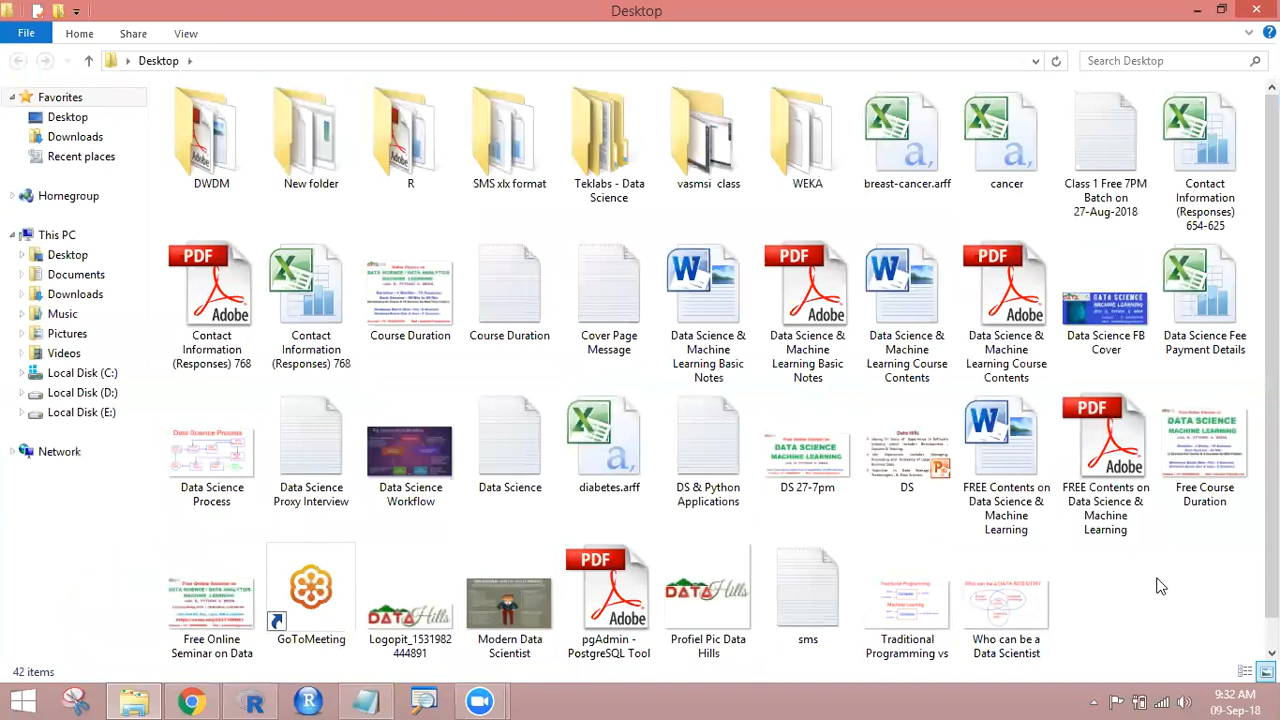 Desktop
File Home Share View
Desktop
Search Desktop
Favorites
Desktop
Downloads
Recent places
Homegroup
This PC
Desktop
Documents
Downloads
Music
Pictures
Videos
Local Disk (C:)
Local Disk (D:)
Local Disk (E:)
Network
DWDM
New folder
R
SMS xlx format
Teklabs - Data
Science
vasmsi class
WEKA
breast-cancer.arff
cancer
Class 1 Free 7PM
Batch on
27-Aug-2018
Contact
Information
(Responses)
654-625
Contact
Information
(Responses) 768
Contact
Information
(Responses) 768
Course Duration
Course Duration
Cover Page
Message
Data Science &
Machine
Learning Basic
Notes
Data Science &
Machine
Learning Basic
Notes
Data Science &
Machine
Learning Course
Contents
Data Science &
Machine
Learning Course
Contents
Data Science FB
Cover
Data Science Fee
Payment Details
Data Science
Process
Data Science
Proxy Interview
Data Science
Workflow
Data Science
diabetes.arff
DS & Python
Applications
DS 27-7pm
DS
FREE Contents on
Data Science &
Machine
Learning
FREE Contents on
Data Science &
Machine
Learning
Free Course
Duration
Free Online
Seminar on Data
GoToMeeting
Logopit_1531982
444891
Modern Data
Scientist
pgAdmin -
PostgreSQL Tool
Profiel Pic Data
Hills
sms
Traditional
Programming vs
Who can be a
Data Scientist
42 items
9:32 AM
09-Sep-18